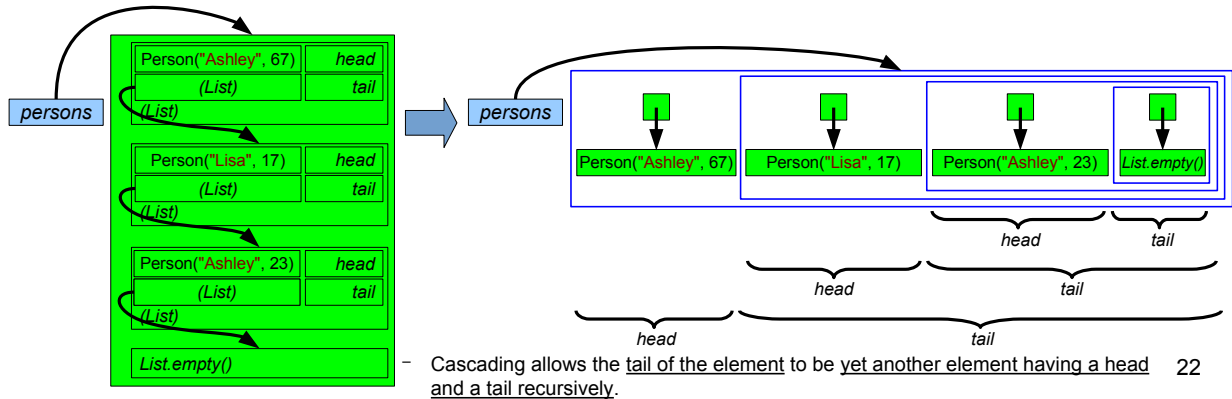 persons
Person("Ashley", 67) head
(List) tail
(List)
Person("Lisa", 17) head
(List) tail
(List)
Person("Ashley", 23) head
(List) tail
(List)
List.empty()
persons
Person("Ashley", 67) Person("Lisa", 17) Person("Ashley", 23) List.empty()
head tail
head tail
head tail
– Cascading allows the tail of the element to be yet another element having a head
and a tail recursively.
22